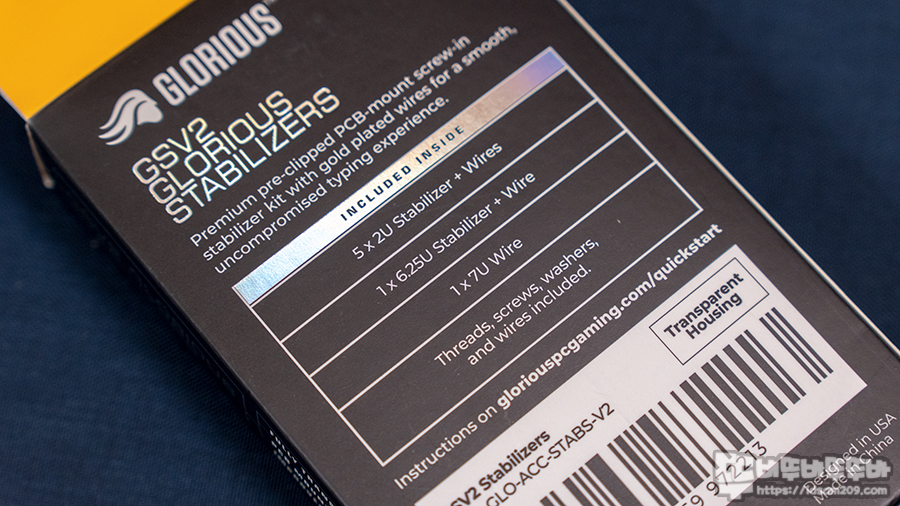 GLORIOUS™
GSV2
GLORIOUS
STABILIZERS
Premium pre-clipped PCB-mount screw-in
stabilizer kit with gold plated wires for a smooth,
uncompromised typing experience.
INCLUDED INSIDE
5 x 2U Stabilizer + Wires
1 x 6.25U Stabilizer + Wire
1 x 7U Wire
Threads, screws, washers,
and wires included.
Instructions on gloriouspcgaming.com/quickstart
Transparent
Housing
GSV2 Stabilizers
GLO-ACC-STABS-V2
Designed in USA
Made in China